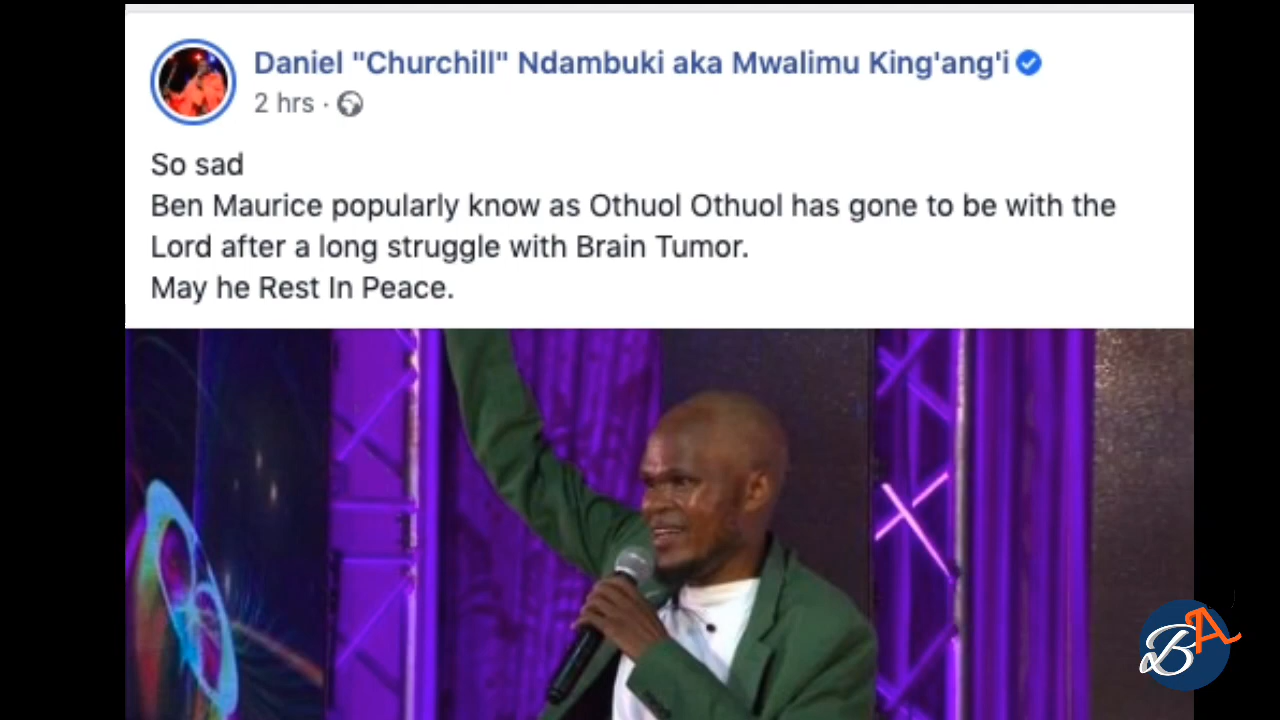 Daniel "Churchill" Ndambuki aka Mwalimu King'ang'i
2 hrs ·
So sad
Ben Maurice popularly know as Othuol Othuol has gone to be with the
Lord after a long struggle with Brain Tumor.
May he Rest In Peace.
BA